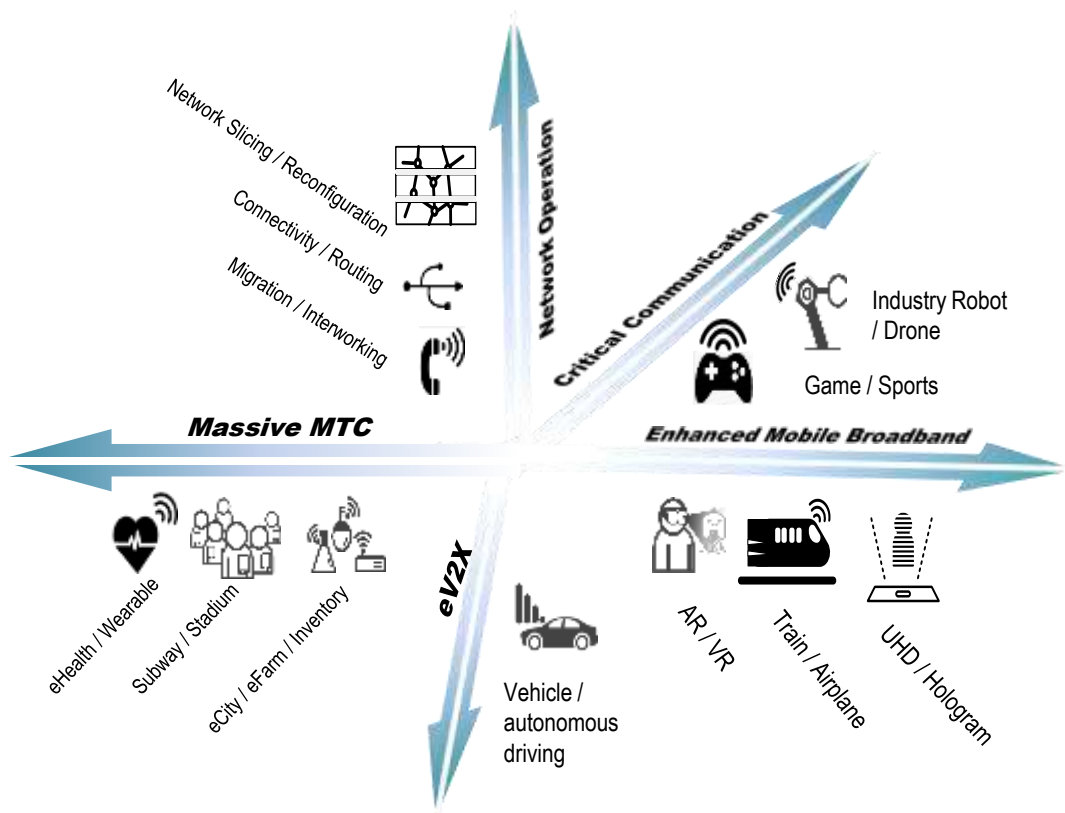 Network Slicing / Reconfiguration
Connectivity / Routing
Migration / Interworking
Network Operation
Critical Communication
Industry Robot
/ Drone
Game / Sports
Massive MTC
Enhanced Mobile Broadband
eHealth / Wearable
Subway / Stadium
F
eCity / eFarm / Inventory
eV2X
Vehicle /
autonomous
driving
AR / VR
Train / Airplane
UHD / Hologram